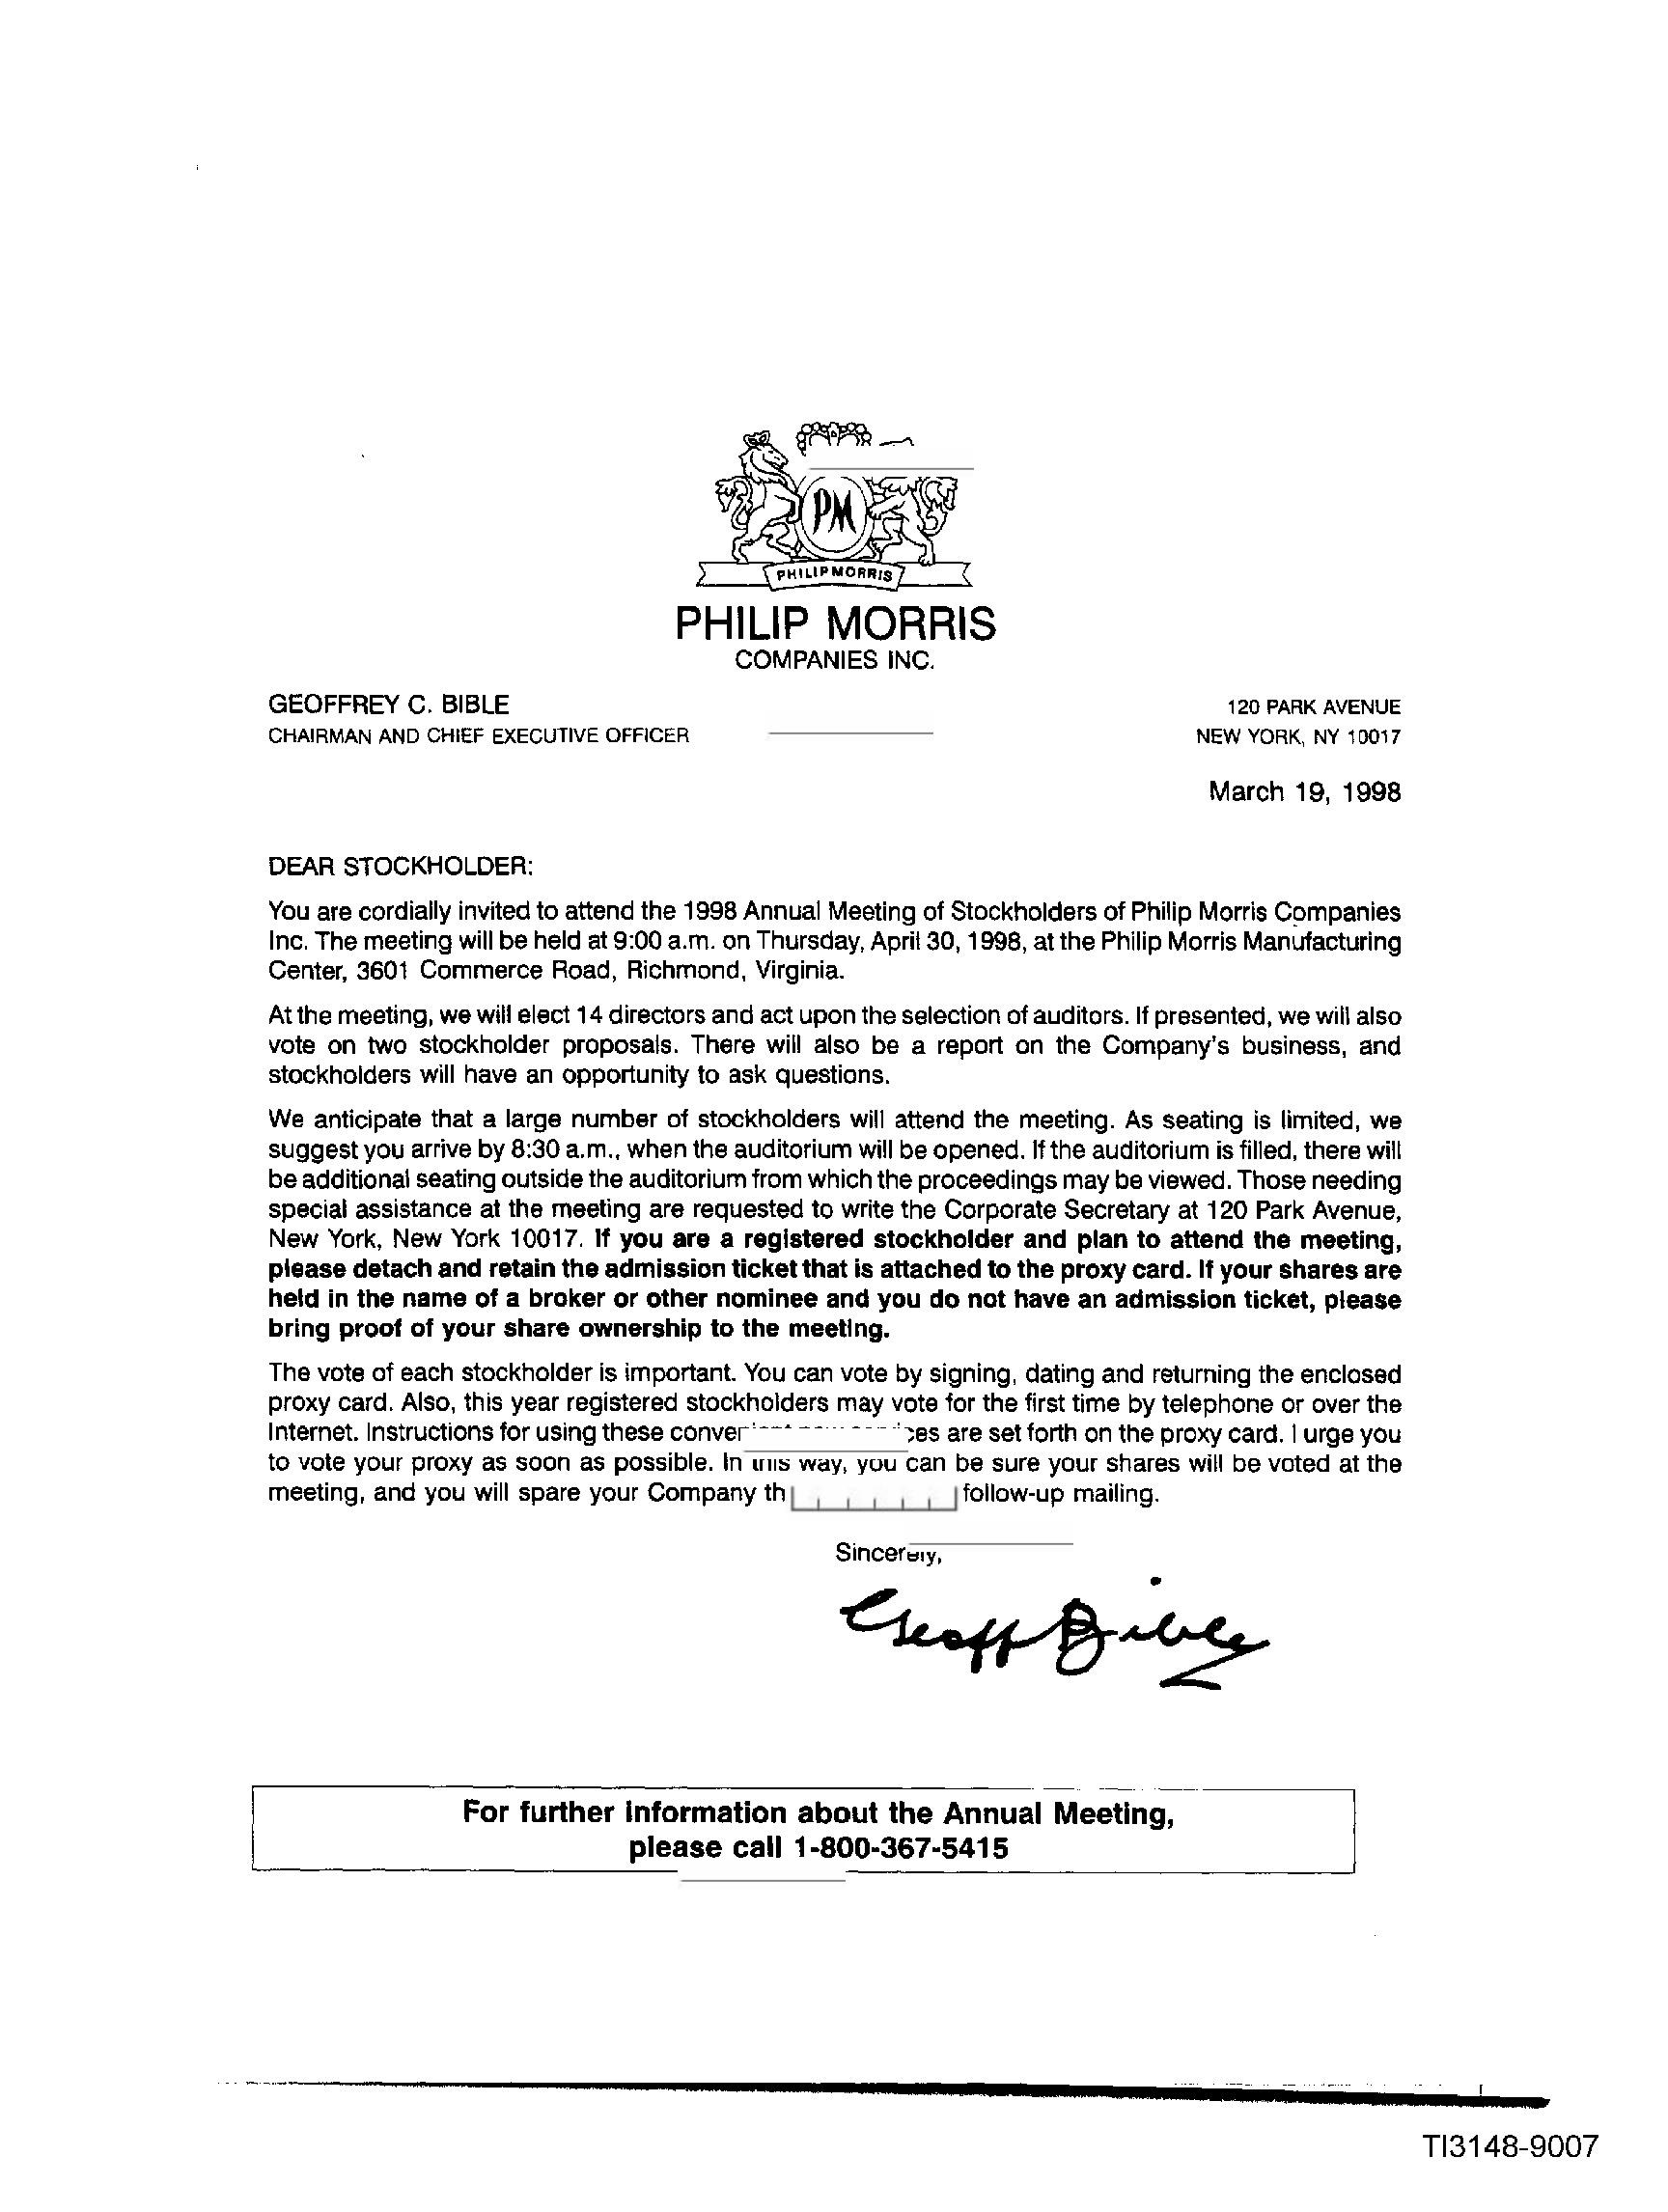 PM
PHILIP MORRIS
PHILIP MORRIS
COMPANIES INC.
GEOFFREY C. BIBLE
CHAIRMAN AND CHIEF EXECUTIVE OFFICER
120 PARK AVENUE
NEW YORK, NY 10017
March 19, 1998
DEAR STOCKHOLDER:
You are cordially invited to attend the 1998 Annual Meeting of Stockholders of Philip Morris Companies
Inc. The meeting will be held at 9:00 a.m. on Thursday, April 30, 1998, at the Philip Morris Manufacturing
Center, 3601 Commerce Road, Richmond, Virginia.
At the meeting, we will elect 14 directors and act upon the selection of auditors. If presented, we will also
vote on two stockholder proposals. There will also be a report on the Company's business, and
stockholders will have an opportunity to ask questions.
We anticipate that a large number of stockholders will attend the meeting. As seating is limited, we
suggest you arrive by 8:30 a.m., when the auditorium will be opened. If the auditorium is filled, there will
be additional seating outside the auditorium from which the proceedings may be viewed. Those needing
special assistance at the meeting are requested to write the Corporate Secretary at 120 Park Avenue,
New York, New York 10017. If you are a registered stockholder and plan to attend the meeting,
please detach and retain the admission ticket that is attached to the proxy card. If your shares are
held in the name of a broker or other nominee and you do not have an admission ticket, please
bring proof of your share ownership to the meeting.
The vote of each stockholder is important. You can vote by signing, dating and returning the enclosed
proxy card. Also, this year registered stockholders may vote for the first time by telephone or over the
Internet. Instructions for using these are set forth on the proxy card. I urge you
to vote your proxy as soon as possible. In this way, you can be sure your shares will be voted at the
meeting, and you will spare your Company follow-up mailing.
Sincerely,
Geoff Bible
For further information about the Annual Meeting,
please call 1-800-367-5415
TI3148-9007